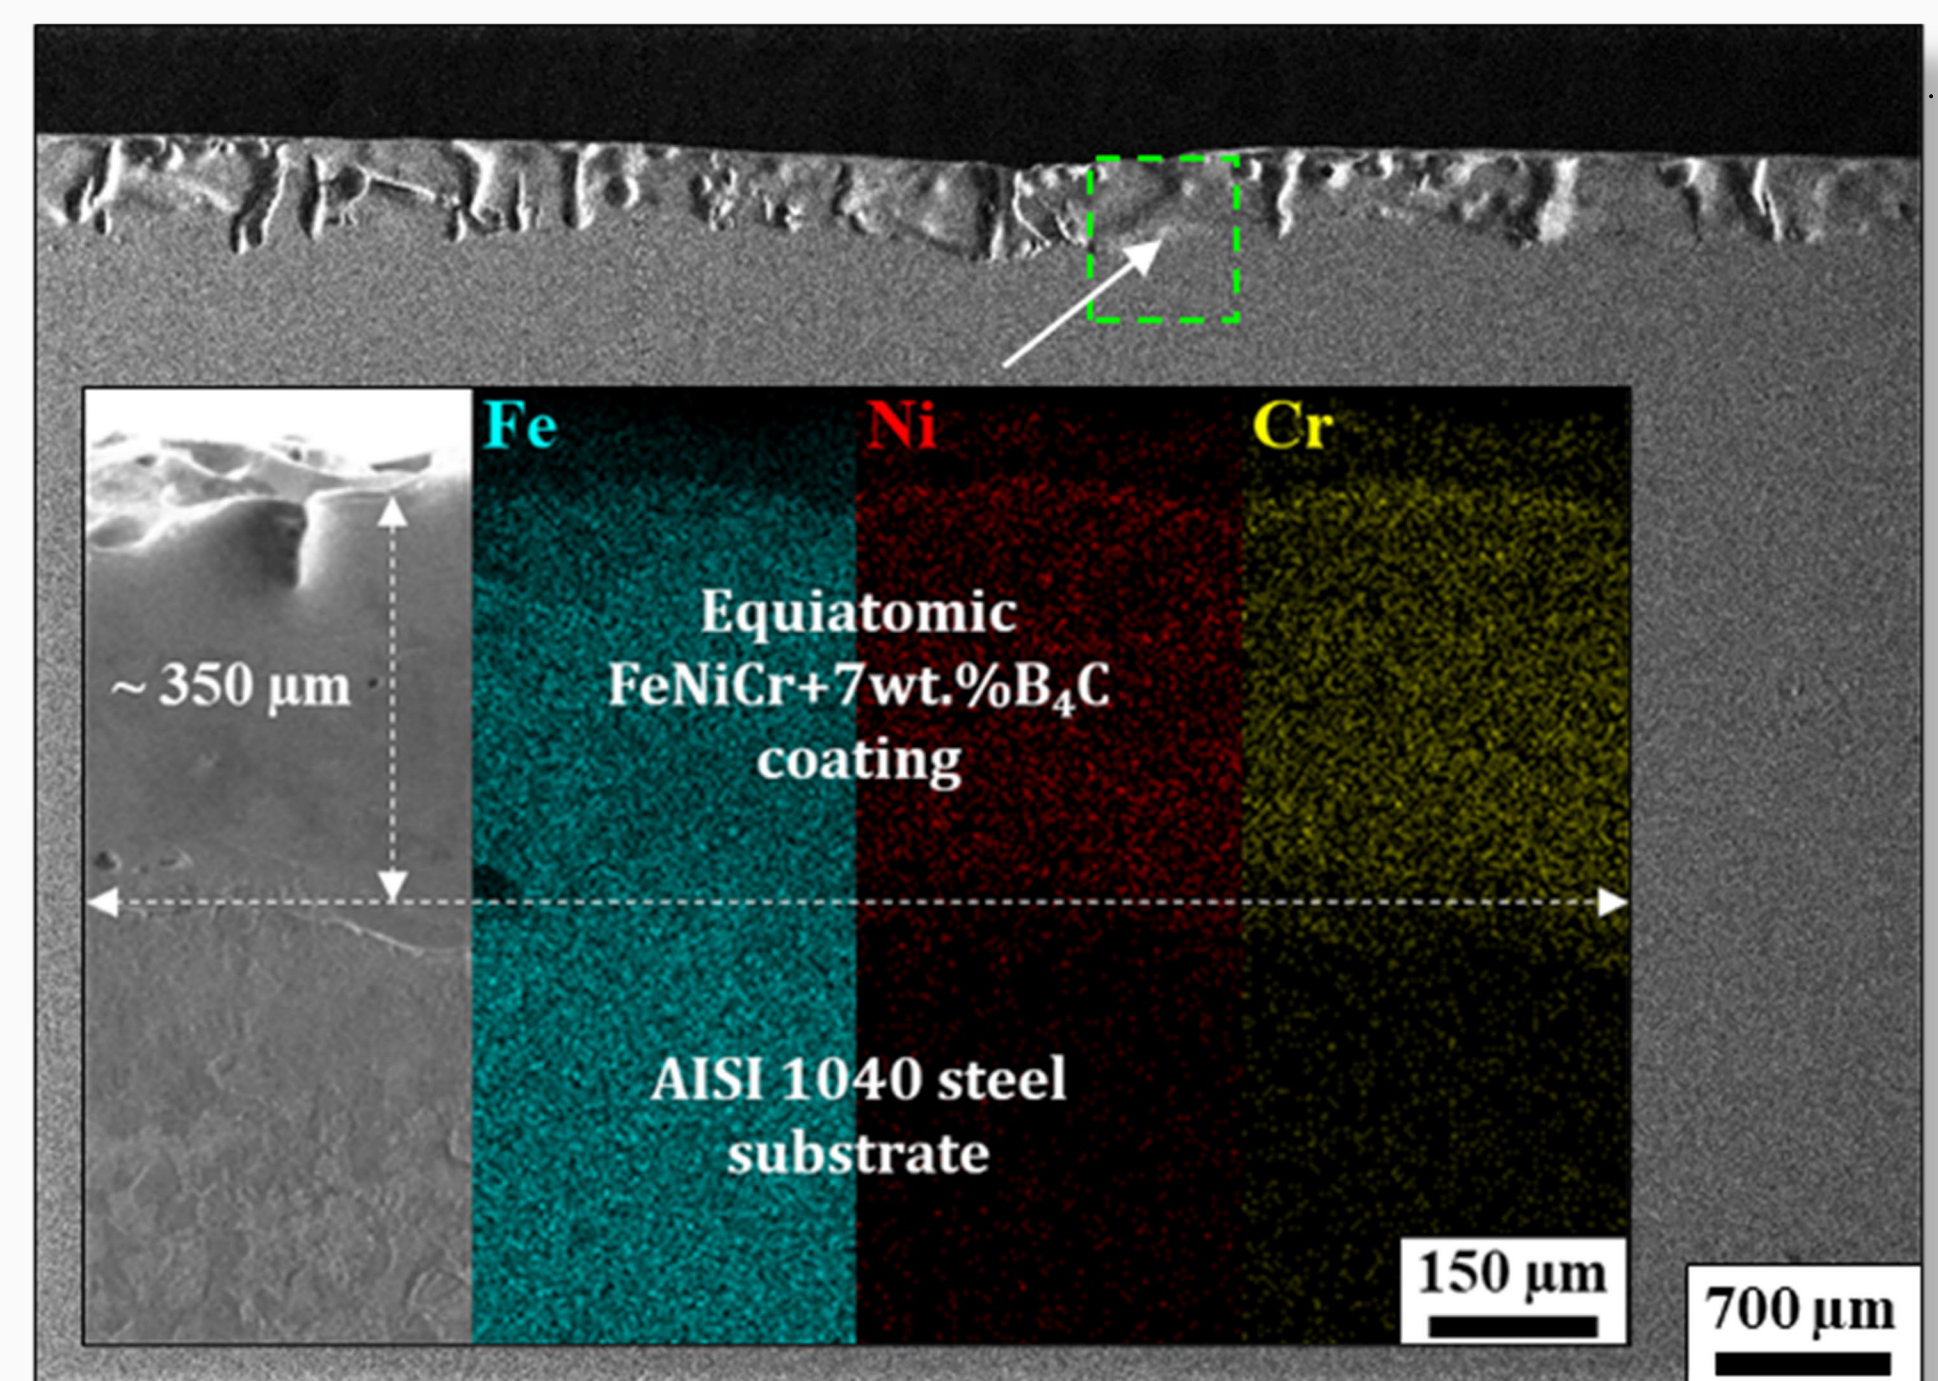 Fe Ni Cr
Equiatomic
FeNiCr+7wt.%B₄C
coating
~ 350 µm
AISI 1040 steel
substrate
150 µm
700 µm